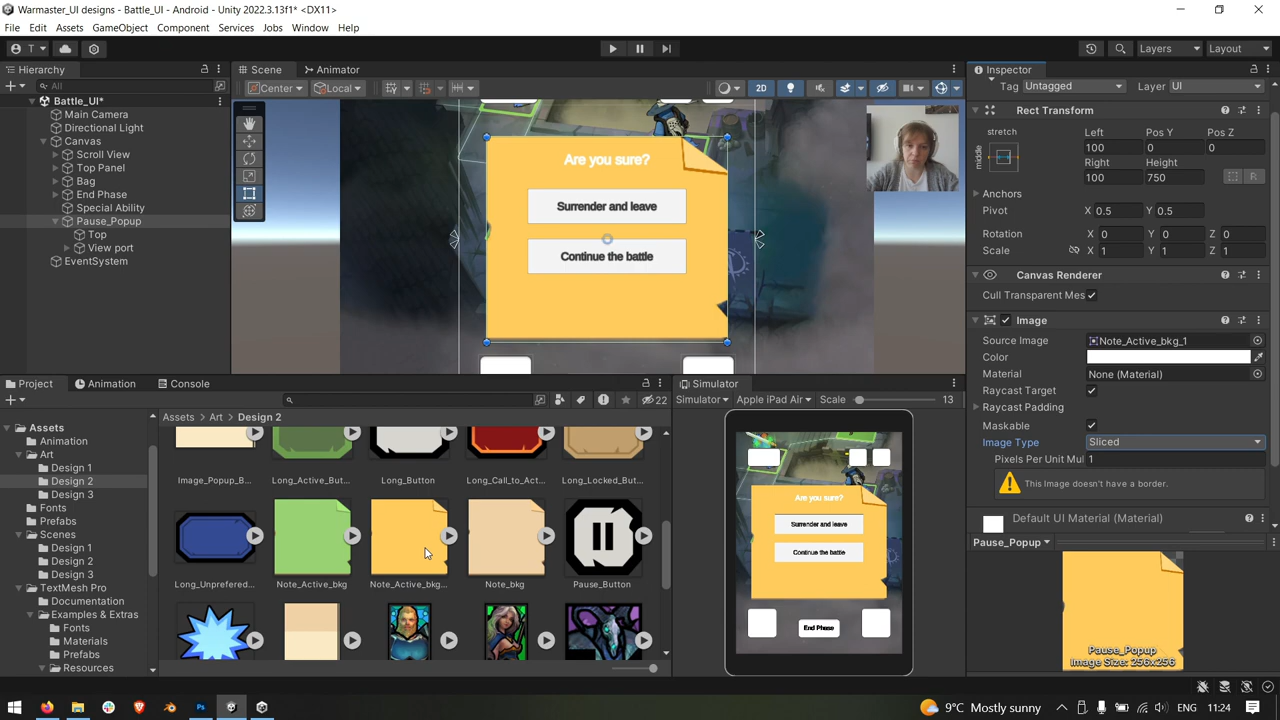 Warmaster_UI designs - Battle_UI - Android - Unity 2022.3.13f1* <DX11>
File Edit Assets GameObject Component Services Jobs Window Help
T
Layers Layout
Hierarchy
All
Battle_UI*
Main Camera
Directional Light
Canvas
Scroll View
Top Panel
Bag
End Phase
Special Ability
Pause_Popup
Top
View port
EventSystem
Scene Animator
Center Local 2D
Are you sure?
Surrender and leave
Continue the battle
Inspector
Tag Untagged Layer UI
Rect Transform
stretch Left Pos Y Pos Z
middle 100 0 0
Right Height
100 750 R
Anchors
Pivot X 0.5 Y 0.5
Rotation X 0 Y 0 Z 0
Scale X 1 Y 1 Z 1
Canvas Renderer
Cull Transparent Mes
Image
Source Image Note_Active_bkg_1
Color
Material None (Material)
Raycast Target
Raycast Padding
Maskable
Image Type Sliced
Pixels Per Unit Mul 1
This image doesn't have a border.
Default UI Material (Material)
Pause_Popup
Pause_Popup
Image Size: 256x256
Project Animation Console
22
Assets
Animation
Art
Design 1
Design 2
Design 3
Fonts
Prefabs
Scenes
Design 1
Design 2
Design 3
TextMesh Pro
Documentation
Examples & Extras
Fonts
Materials
Prefabs
Resources
Assets Art Design 2
Image_Popup_B... Long_Active_But... Long_Button Long_Call_to_Act... Long_Locked_But...
Long_Unprefered... Note_Active_bkg Note_Active_bkg... Note_bkg Pause_Button
Simulator
Simulator Apple iPad Air Scale 13
Are you sure?
Surrender and leave
Continue the battle
End Phase
9°C Mostly sunny ENG 11:24